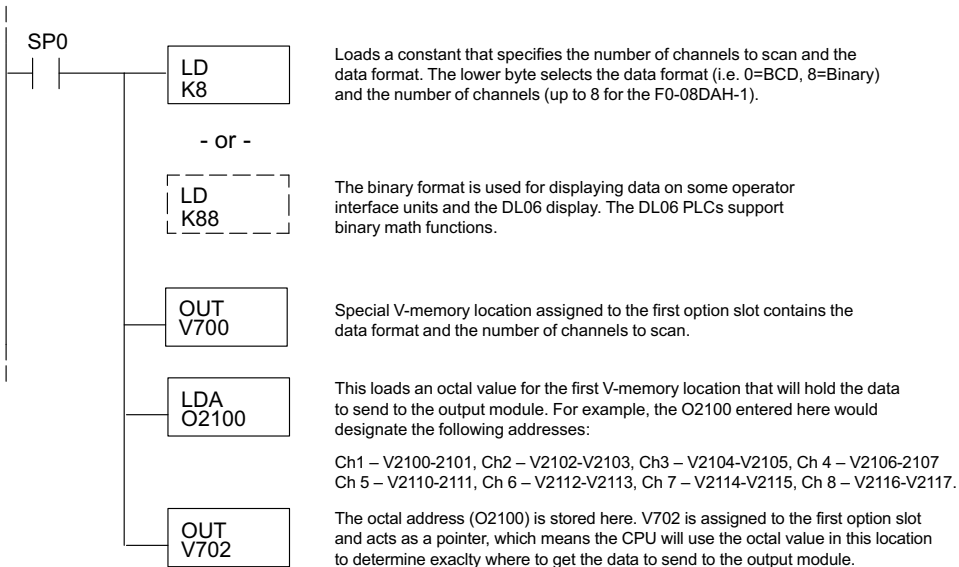 SP0
LD
K8
Loads a constant that specifies the number of channels to scan and the
data format. The lower byte selects the data format (i.e. 0=BCD, 8=Binary)
and the number of channels (up to 8 for the F0-08DAH-1).
- or -
LD
K88
The binary format is used for displaying data on some operator
interface units and the DL06 display. The DL06 PLCs support
binary math functions.
OUT
V700
Special V-memory location assigned to the first option slot contains the
data format and the number of channels to scan.
LDA
O2100
This loads an octal value for the first V-memory location that will hold the data
to send to the output module. For example, the O2100 entered here would
designate the following addresses:
Ch1 – V2100-2101, Ch2 – V2102-V2103, Ch3 – V2104-V2105, Ch 4 – V2106-2107
Ch 5 – V2110-2111, Ch 6 – V2112-V2113, Ch 7 – V2114-V2115, Ch 8 – V2116-V2117.
OUT
V702
The octal address (O2100) is stored here. V702 is assigned to the first option slot
and acts as a pointer, which means the CPU will use the octal value in this location
to determine exaclty where to get the data to send to the output module.